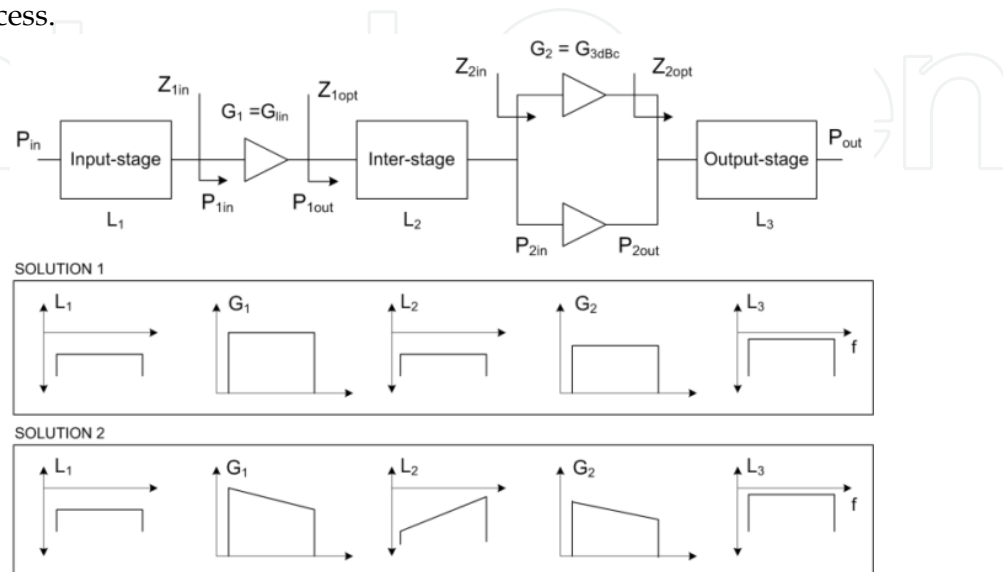 cess.
G2 = G3dBc
Z1in
Z2in
Z2opt
G1 =Glin
Z1opt
Pin
Input-stage
Inter-stage
Output-stage
Pout
P1in
P1out
L1
L2
P2in
P2out
L3
SOLUTION 1
L1
G1
L2
G2
L3
f
SOLUTION 2
L1
G1
L2
G2
L3
f